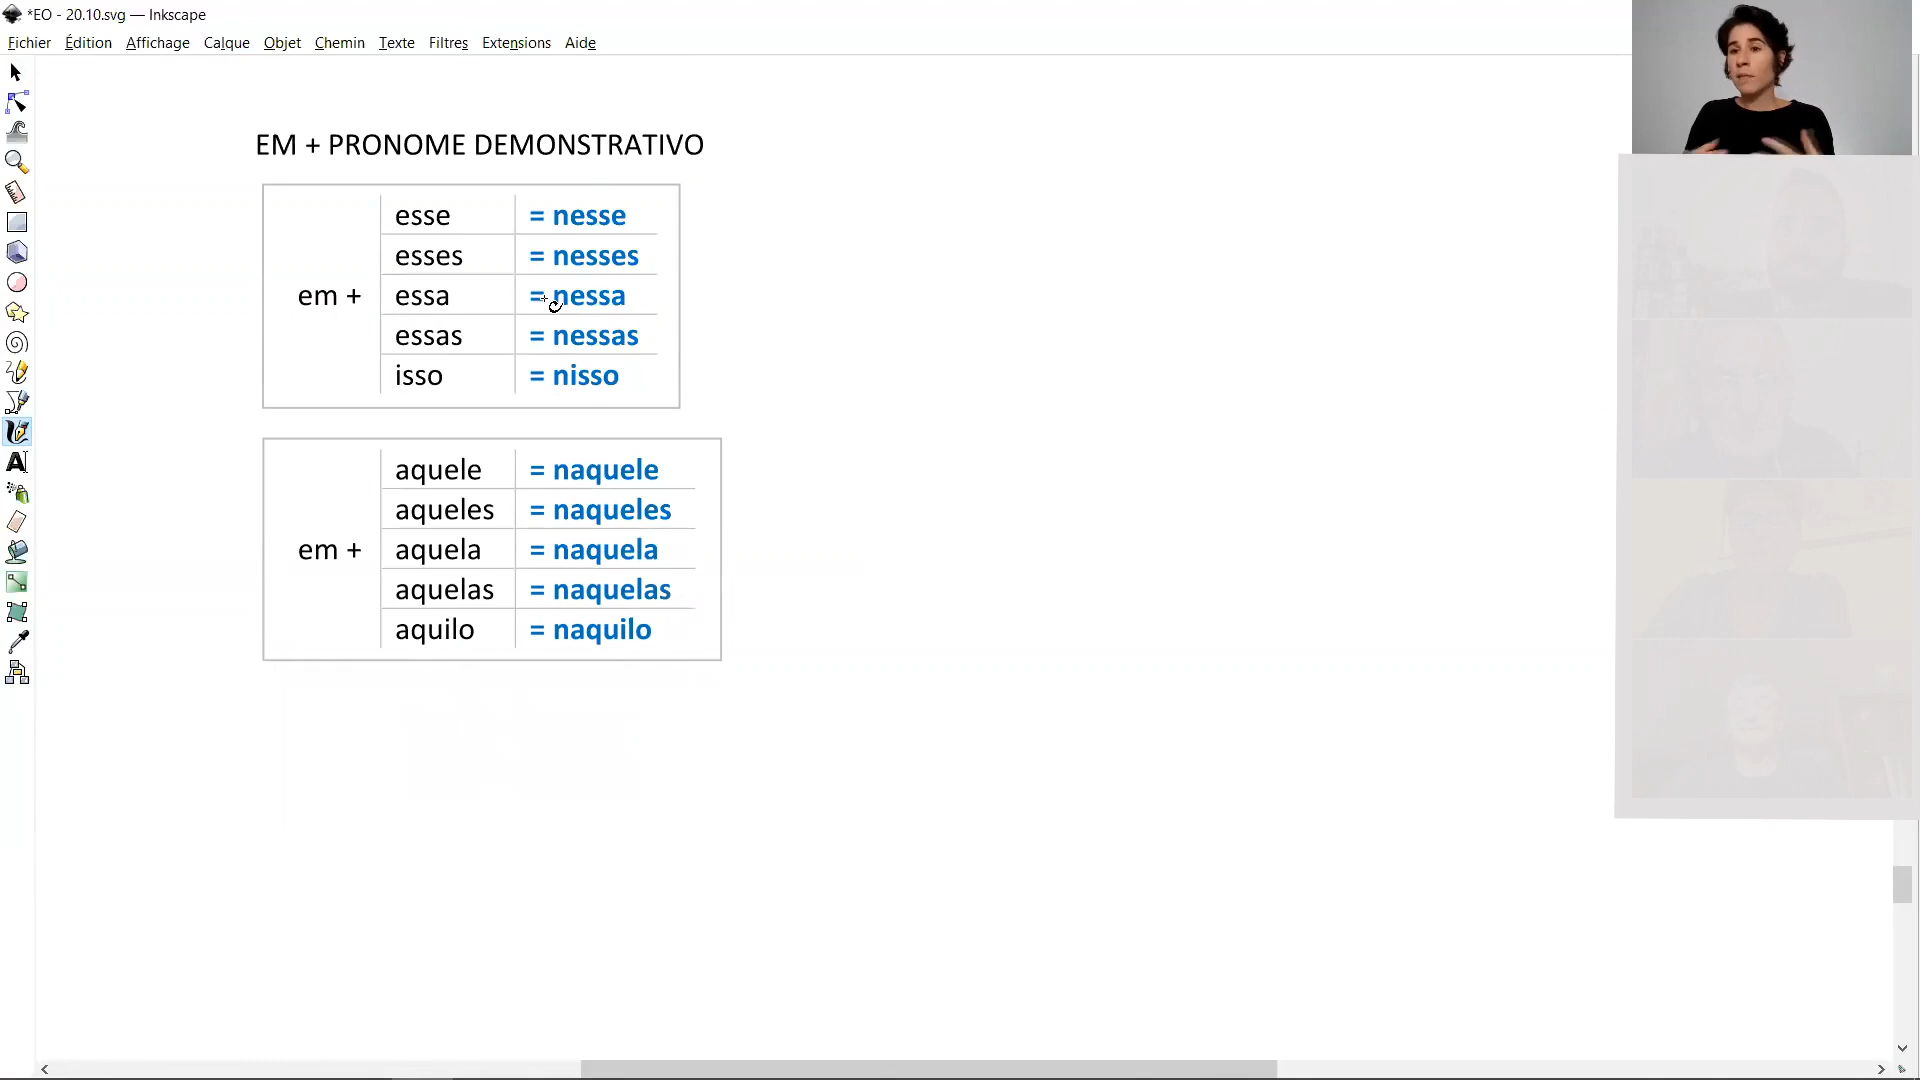 *EO - 20.10.svg — Inkscape
Fichier Édition Affichage Calque Objet Chemin Texte Filtres Extensions Aide
EM + PRONOME DEMONSTRATIVO
esse = nesse
esses = nesses
em + essa = nessa
essas = nessas
isso = nisso
aquele = naquele
aqueles = naqueles
em + aquela = naquela
aquelas = naquelas
aquilo = naquilo